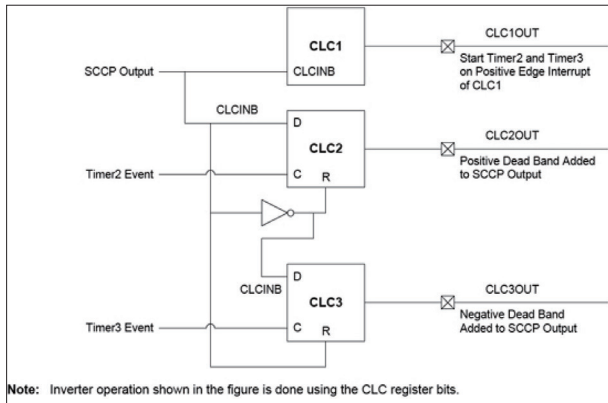 CLC1
CLCINB
CLC1OUT
Start Timer2 and Timer3
on Positive Edge Interrupt
of CLC1
SCCP Output
CLCINB
D
CLC2
C
R
CLC2OUT
Positive Dead Band Added
to SCCP Output
Timer2 Event
CLCINB
D
CLC3
C
R
CLC3OUT
Negative Dead Band
Added to SCCP Output
Timer3 Event
Note: Inverter operation shown in the figure is done using the CLC register bits.